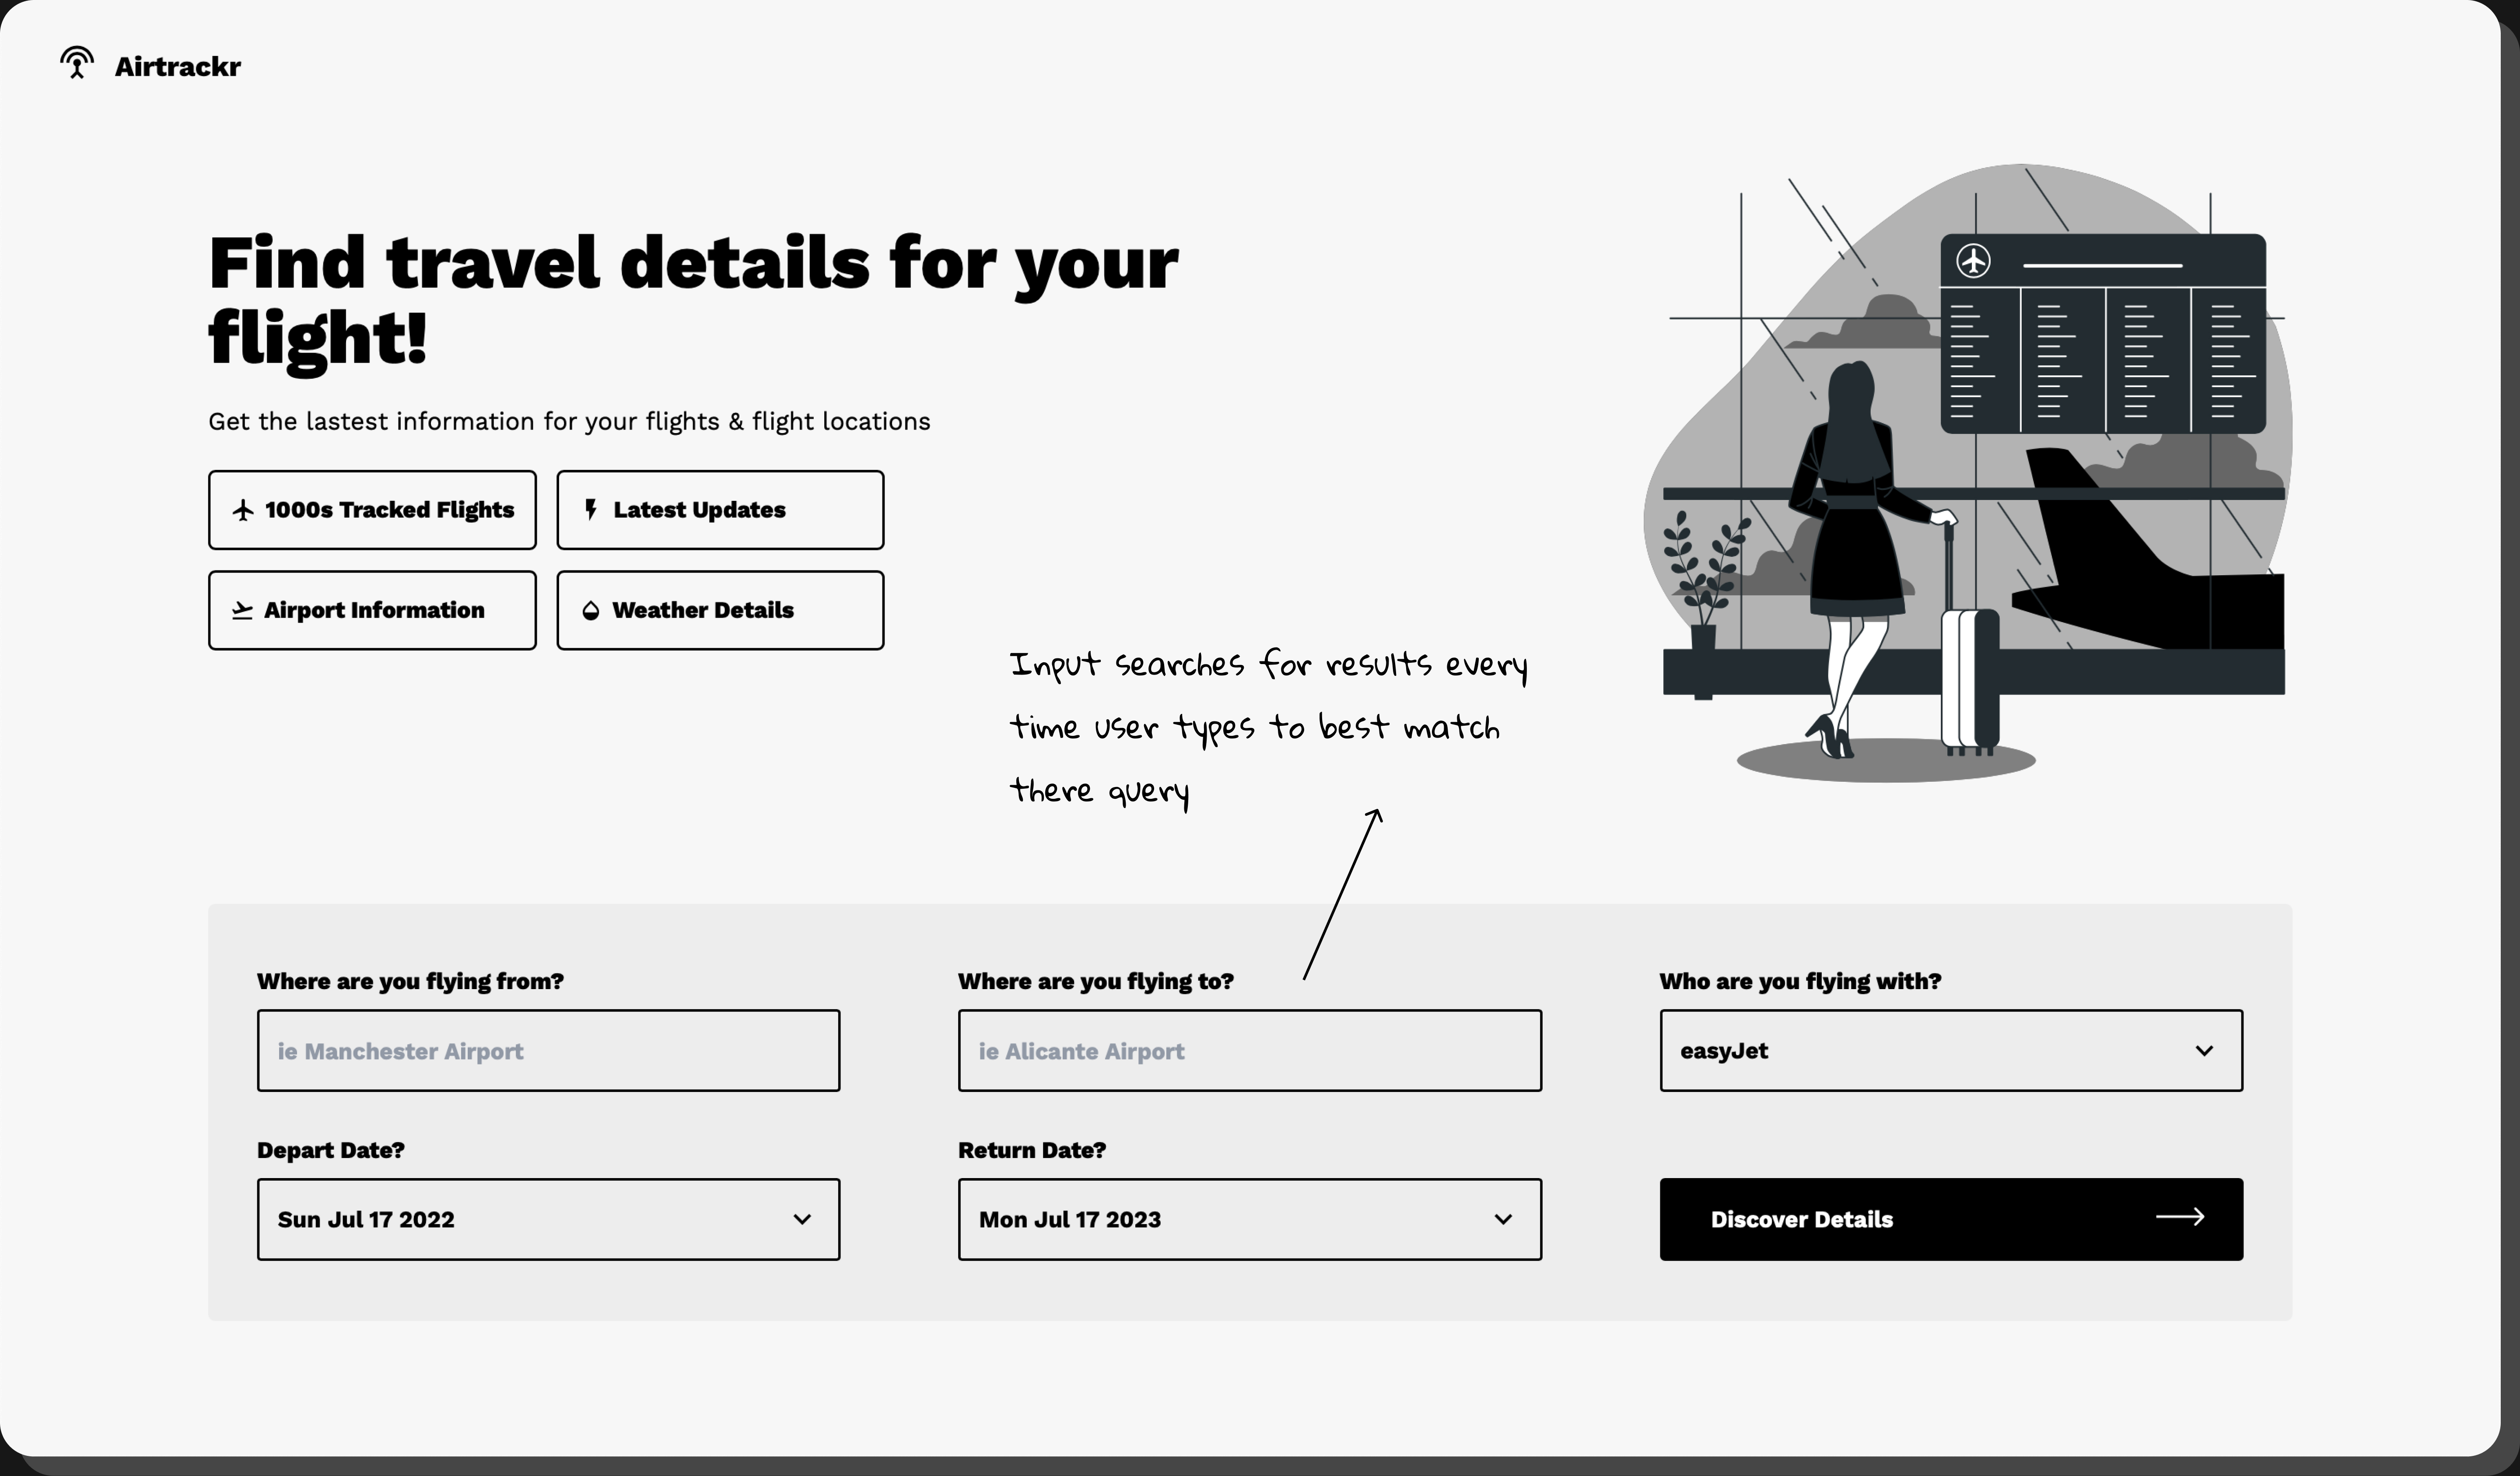 Airtrackr
Find travel details for your
flight!
Get the lastest information for your flights & flight locations
1000s Tracked Flights
Latest Updates
Airport Information
Weather Details
Input searches for results every
time user types to best match
there query
Where are you flying from?
Where are you flying to?
Who are you flying with?
ie Manchester Airport
ie Alicante Airport
easyJet
Depart Date?
Return Date?
Sun Jul 17 2022
Mon Jul 17 2023
Discover Details